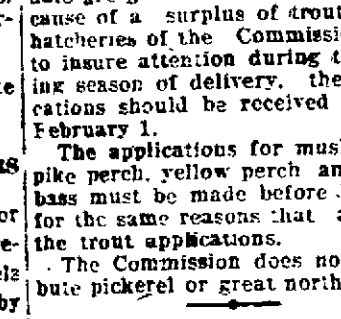 cause of a surplus of trout
hatcheries of the Commissi
to insure attention during t
ing season of delivery, the
cations should be received
February 1.
The applications for mus
pike perch, yellow perch an
bass must be made before
for the same reasons that a
the trout applications.
The Commission does no
bute pickerel or great north